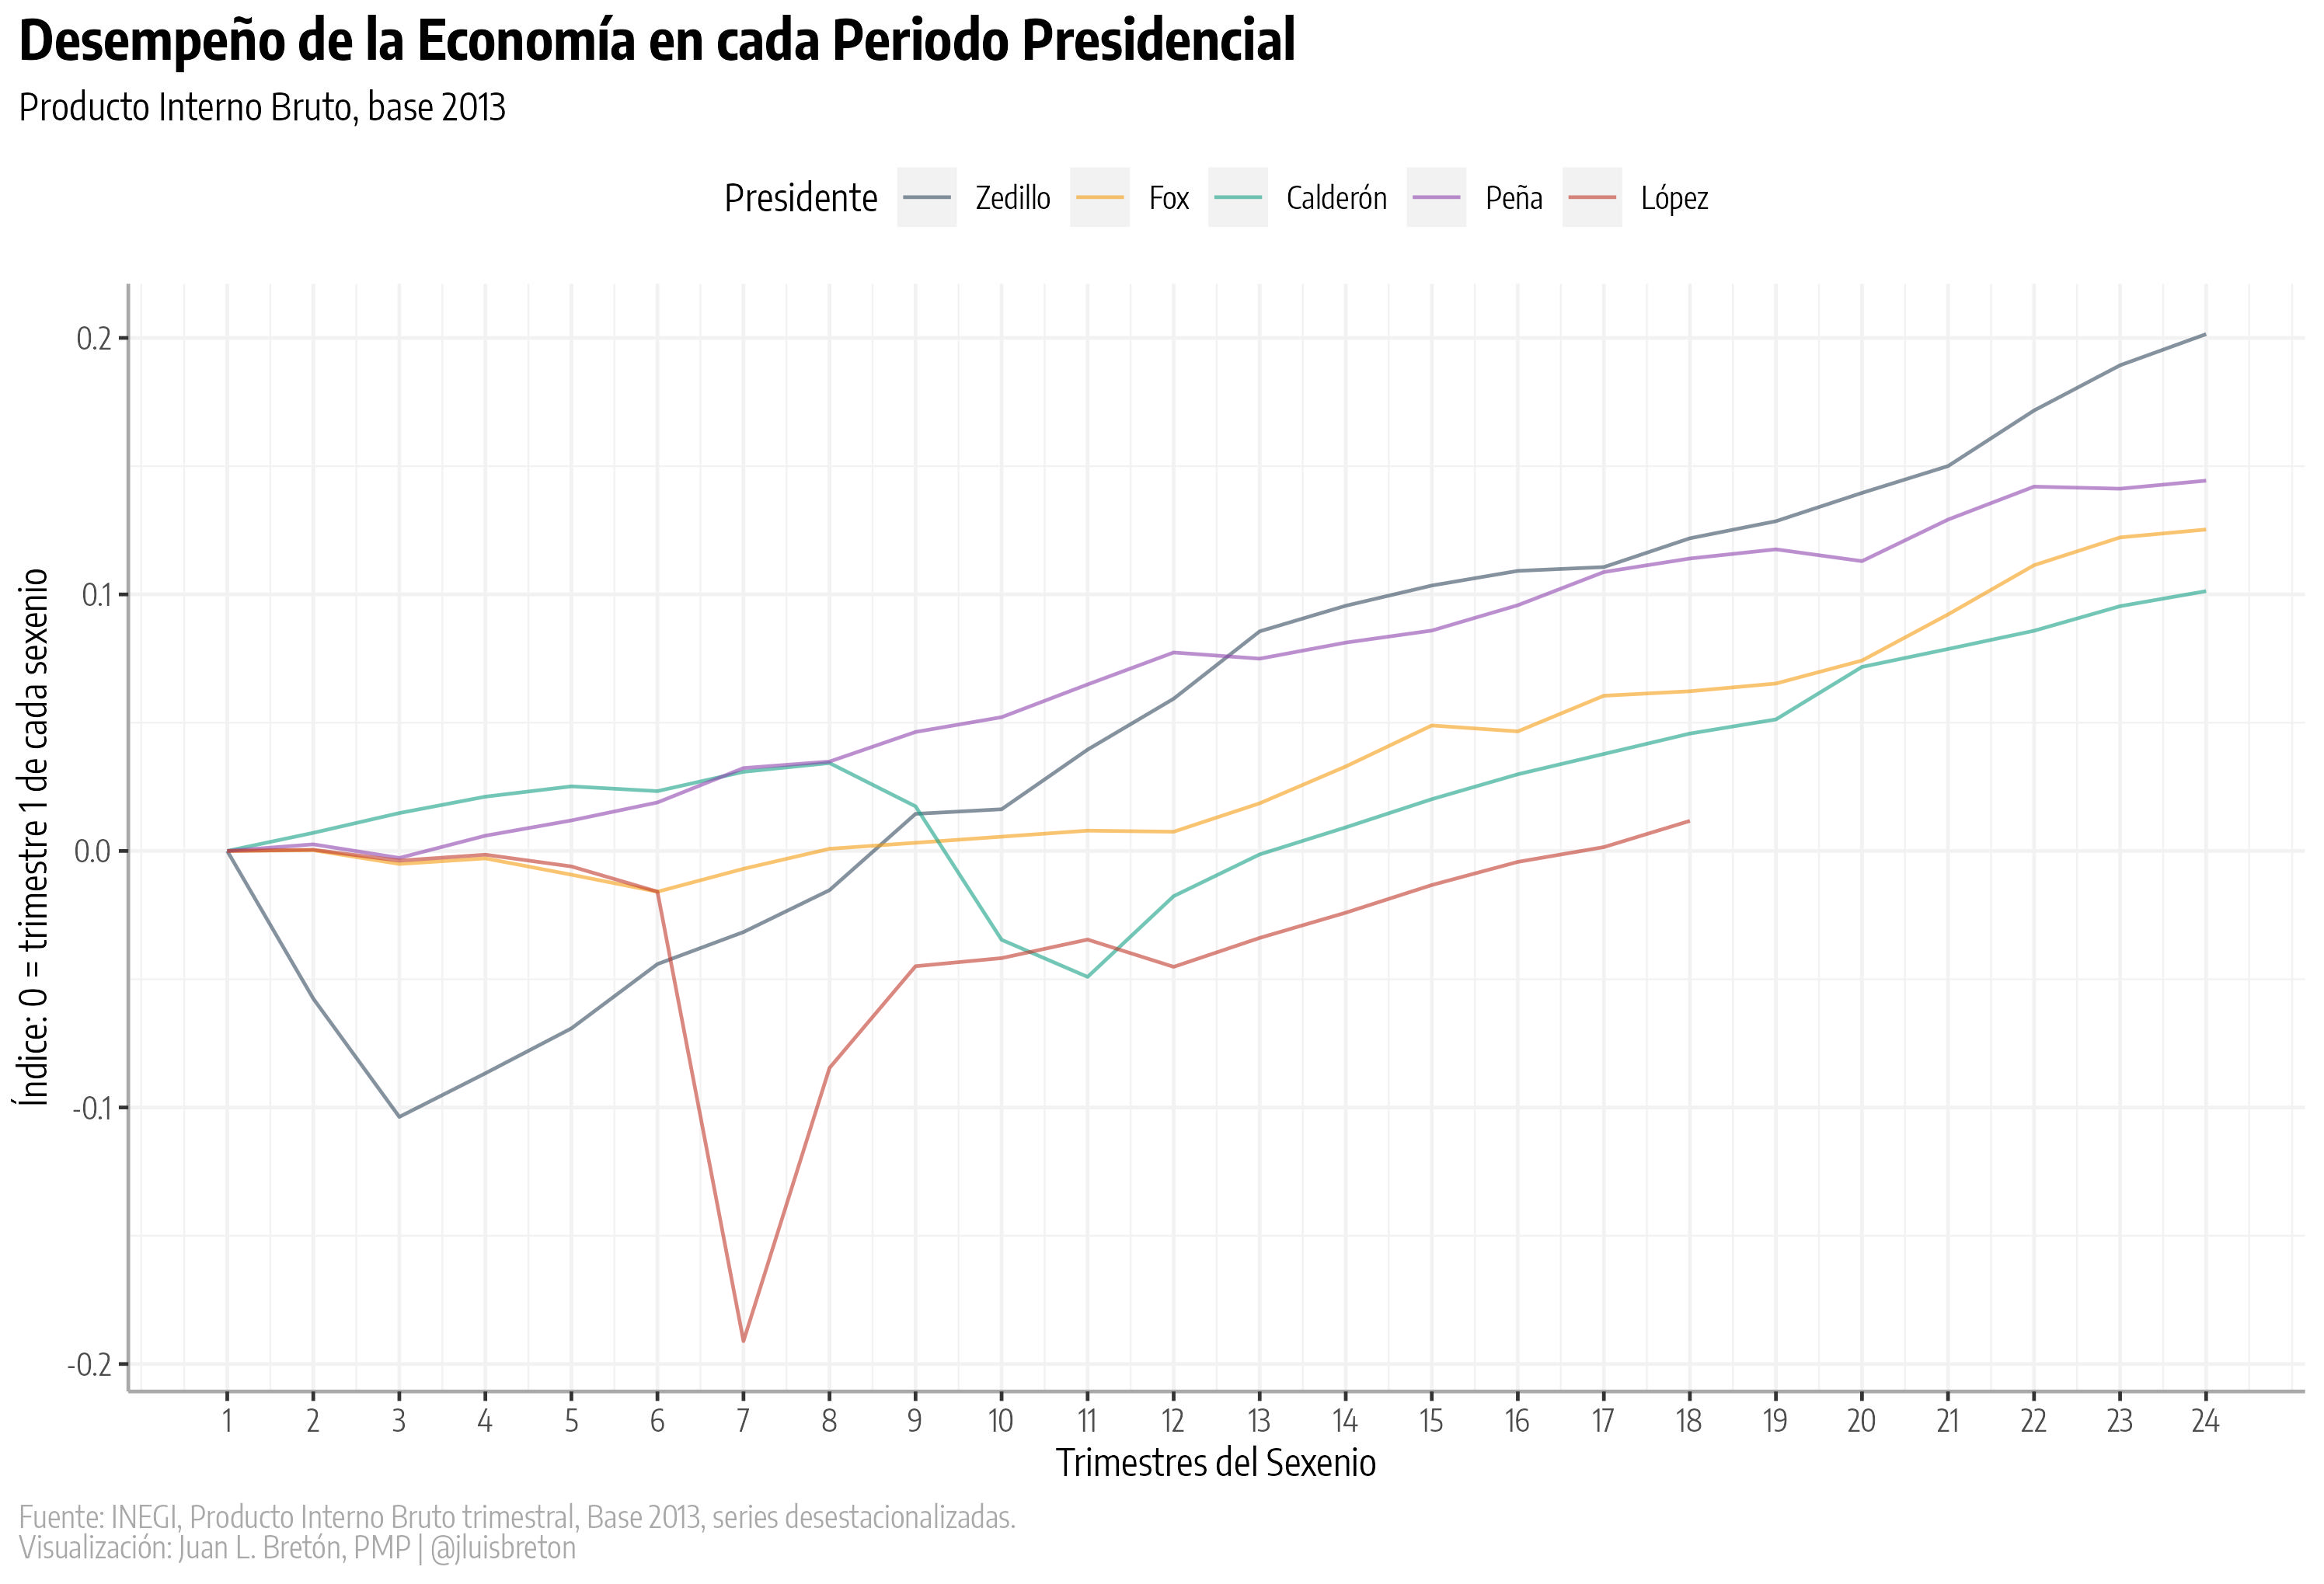 Desempeño de la Economía en cada Periodo Presidencial
Producto Interno Bruto, base 2013
Presidente Zedillo Fox Calderón Peña López
Índice: 0 = trimestre 1 de cada sexenio
0.2
0.1
0.0
-0.1
-0.2
1 2 3 4 5 6 7 8 9 10 11 12 13 14 15 16 17 18 19 20 21 22 23 24
Trimestres del Sexenio
Fuente: INEGI, Producto Interno Bruto trimestral, Base 2013, series desestacionalizadas.
Visualización: Juan L. Bretón, PMP | @jluisbreton